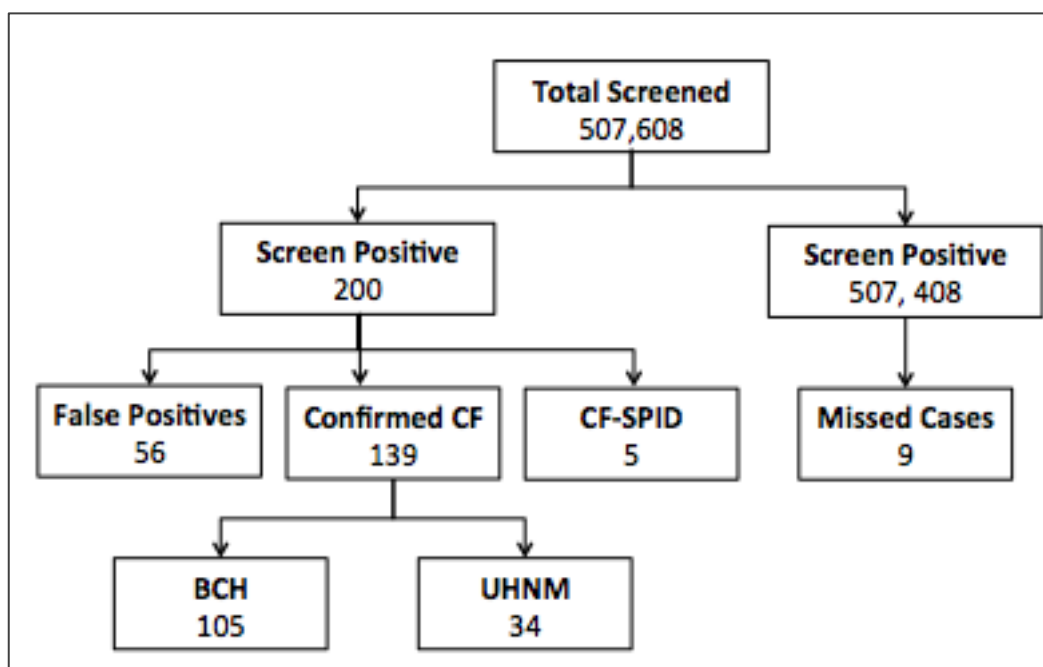 Total Screened
507,608
Screen Positive
200
Screen Positive
507, 408
False Positives
56
Confirmed CF
139
CF-SPID
5
Missed Cases
9
BCH
105
UHNM
34